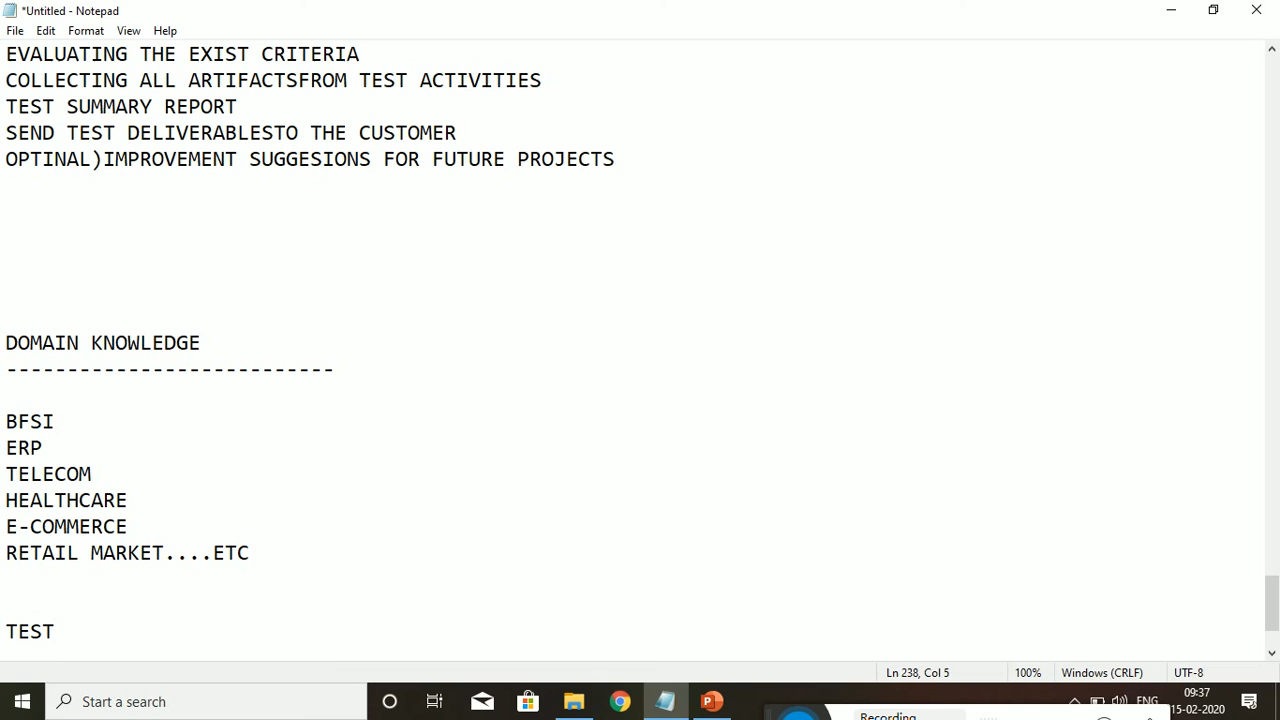 *Untitled - Notepad
File Edit Format View Help
EVALUATING THE EXIST CRITERIA
COLLECTING ALL ARTIFACTSFROM TEST ACTIVITIES
TEST SUMMARY REPORT
SEND TEST DELIVERABLESTO THE CUSTOMER
OPTINAL)IMPROVEMENT SUGGESIONS FOR FUTURE PROJECTS
DOMAIN KNOWLEDGE
---------------------------
BFSI
ERP
TELECOM
HEALTHCARE
E-COMMERCE
RETAIL MARKET....ETC
TEST
Ln 238, Col 5 100% Windows (CRLF) UTF-8
Start a search
ENG
09:37
15-02-2020
Recording